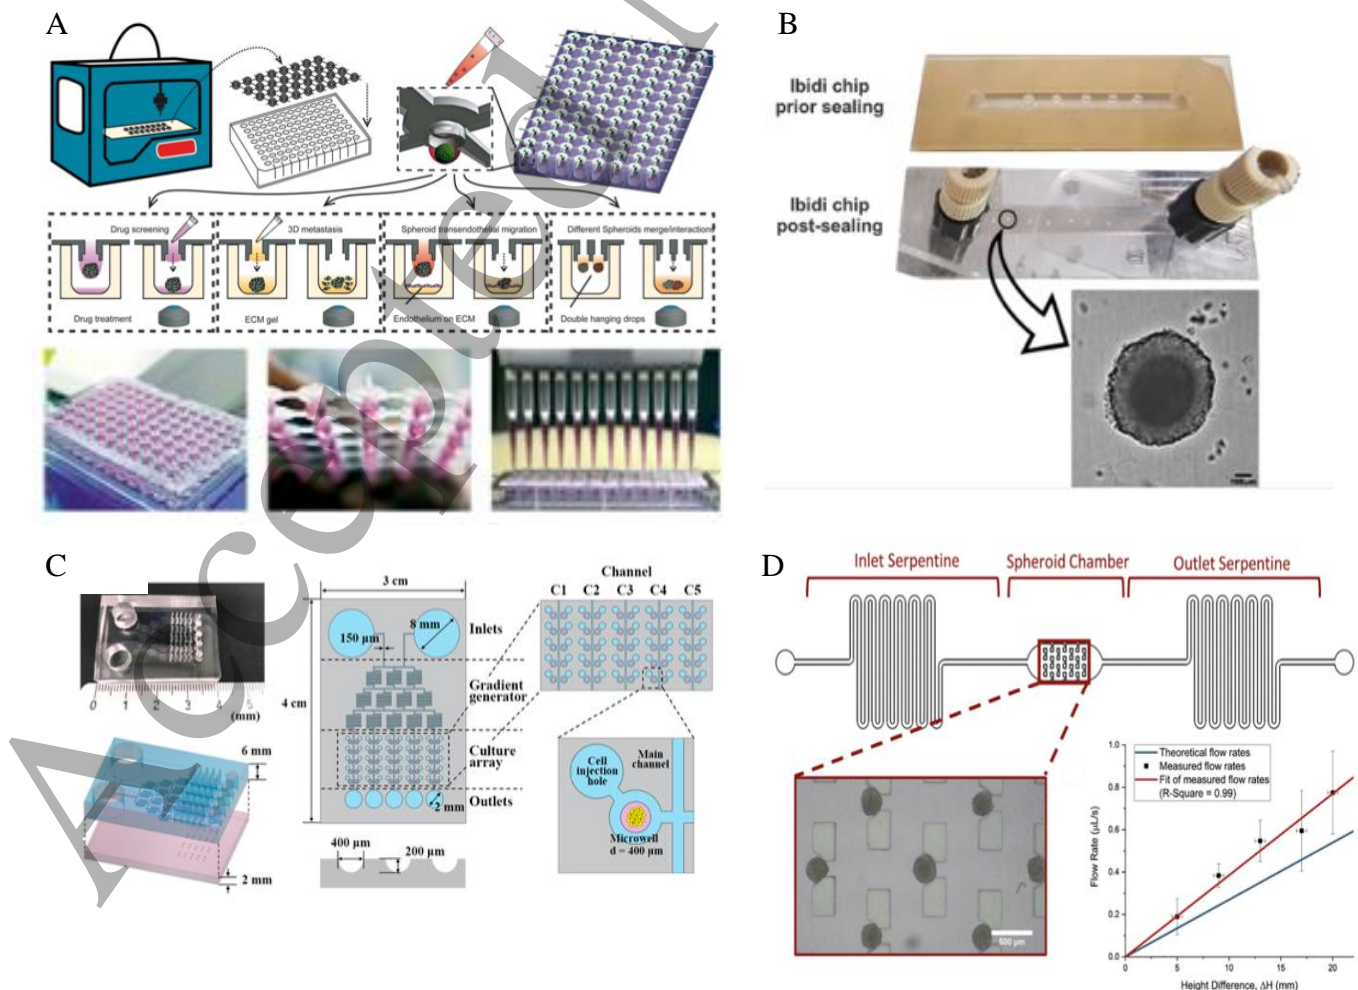 A
Drug screening
3D metastasis
Spheroid transendothelial migration
Different Spheroids merge/interactions
Drug treatment
ECM gel
Endothelium on ECM
Double hanging drops
B
Ibidi chip
prior sealing
Ibidi chip
post-sealing
100µm
C
0 1 2 3 4 5
(mm)
6 mm
2 mm
3 cm
4 cm
150 µm
8 mm
Inlets
Gradient
generator
Culture
array
Outlets
2 mm
400 µm
200 µm
Channel
C1 C2 C3 C4 C5
Cell
injection
hole
Main
channel
Microwell
d = 400 µm
D
Inlet Serpentine
Spheroid Chamber
Outlet Serpentine
500 µm
Theoretical flow rates
Measured flow rates
Fit of measured flow rates
(R-Square = 0.99)
Flow Rate (µL/s)
1.0
0.8
0.6
0.4
0.2
0.0
0 5 10 15 20
Height Difference, ΔH (mm)
Accepted